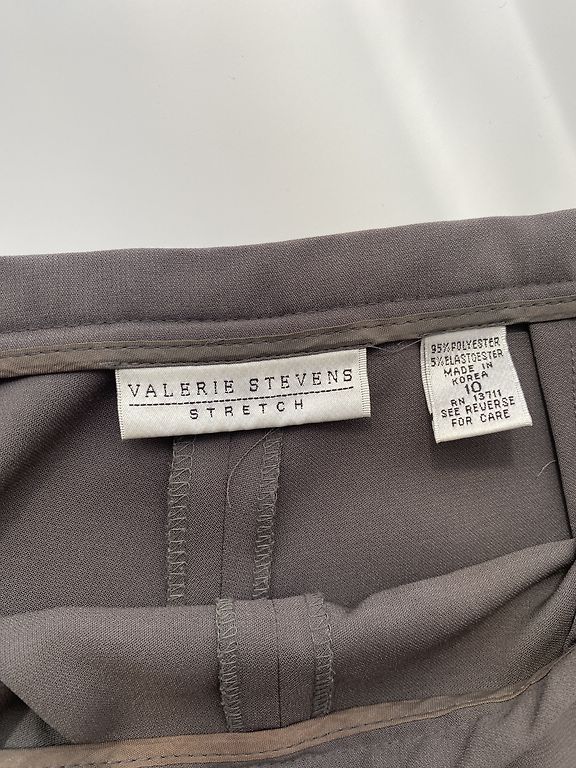 VALERIE STEVENS
STRETCH
95% POLYESTER
5% ELASTOESTER
MADE IN
KOREA
10
RN 13711
SEE REVERSE
FOR CARE